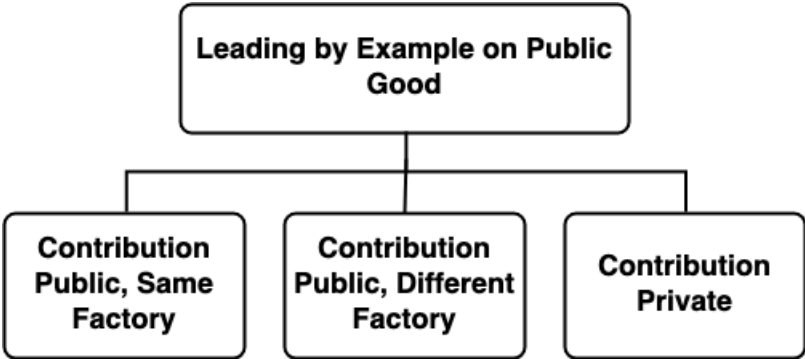 Leading by Example on Public
Good
Contribution
Public, Same
Factory
Contribution
Public, Different
Factory
Contribution
Private